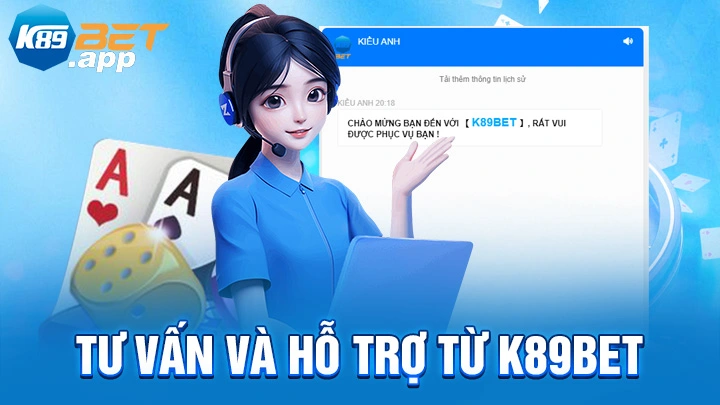 K89BET
.app
KIỀU ANH
BET
Tải thêm thông tin lịch sử
KIỀU ANH 20:18
CHÀO MỪNG BẠN ĐẾN VỚI 【 K89BET 】, RẤT VUI
ĐƯỢC PHỤC VỤ BẠN !
A
A
TƯ VẤN VÀ HỖ TRỢ TỪ K89BET